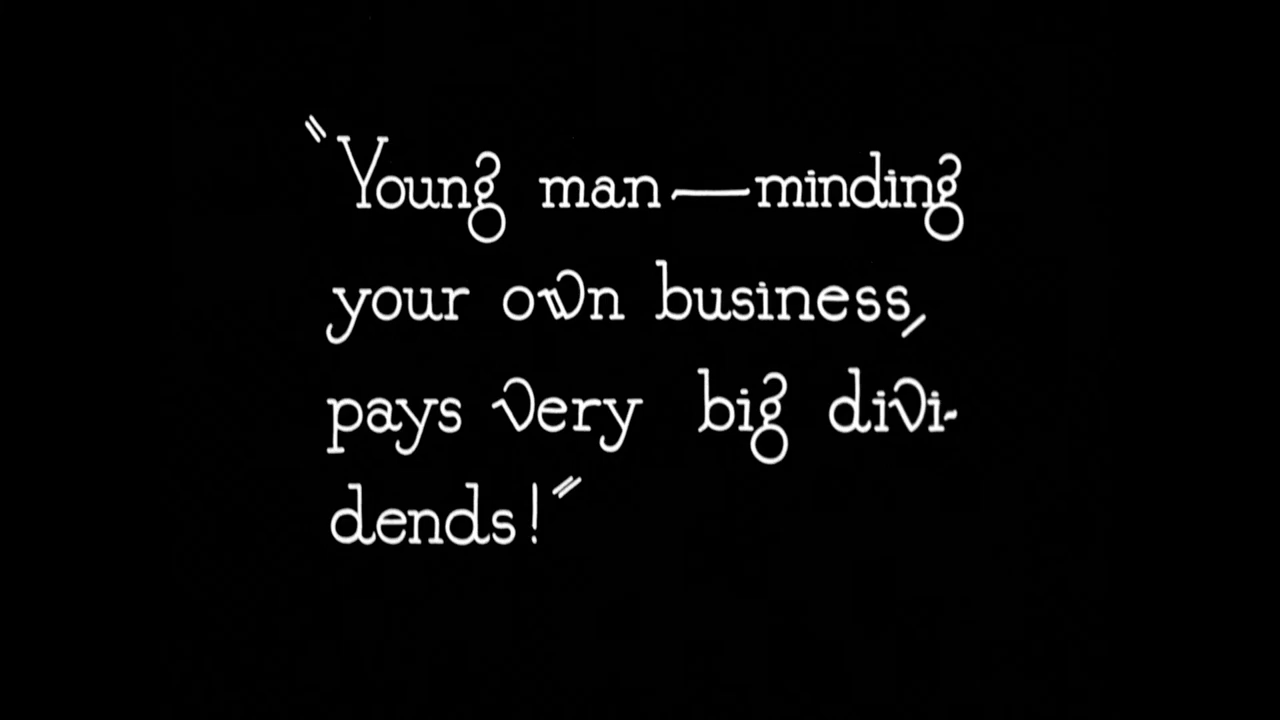 "Young man—minding
your own business,
pays very big divi-
dends!"